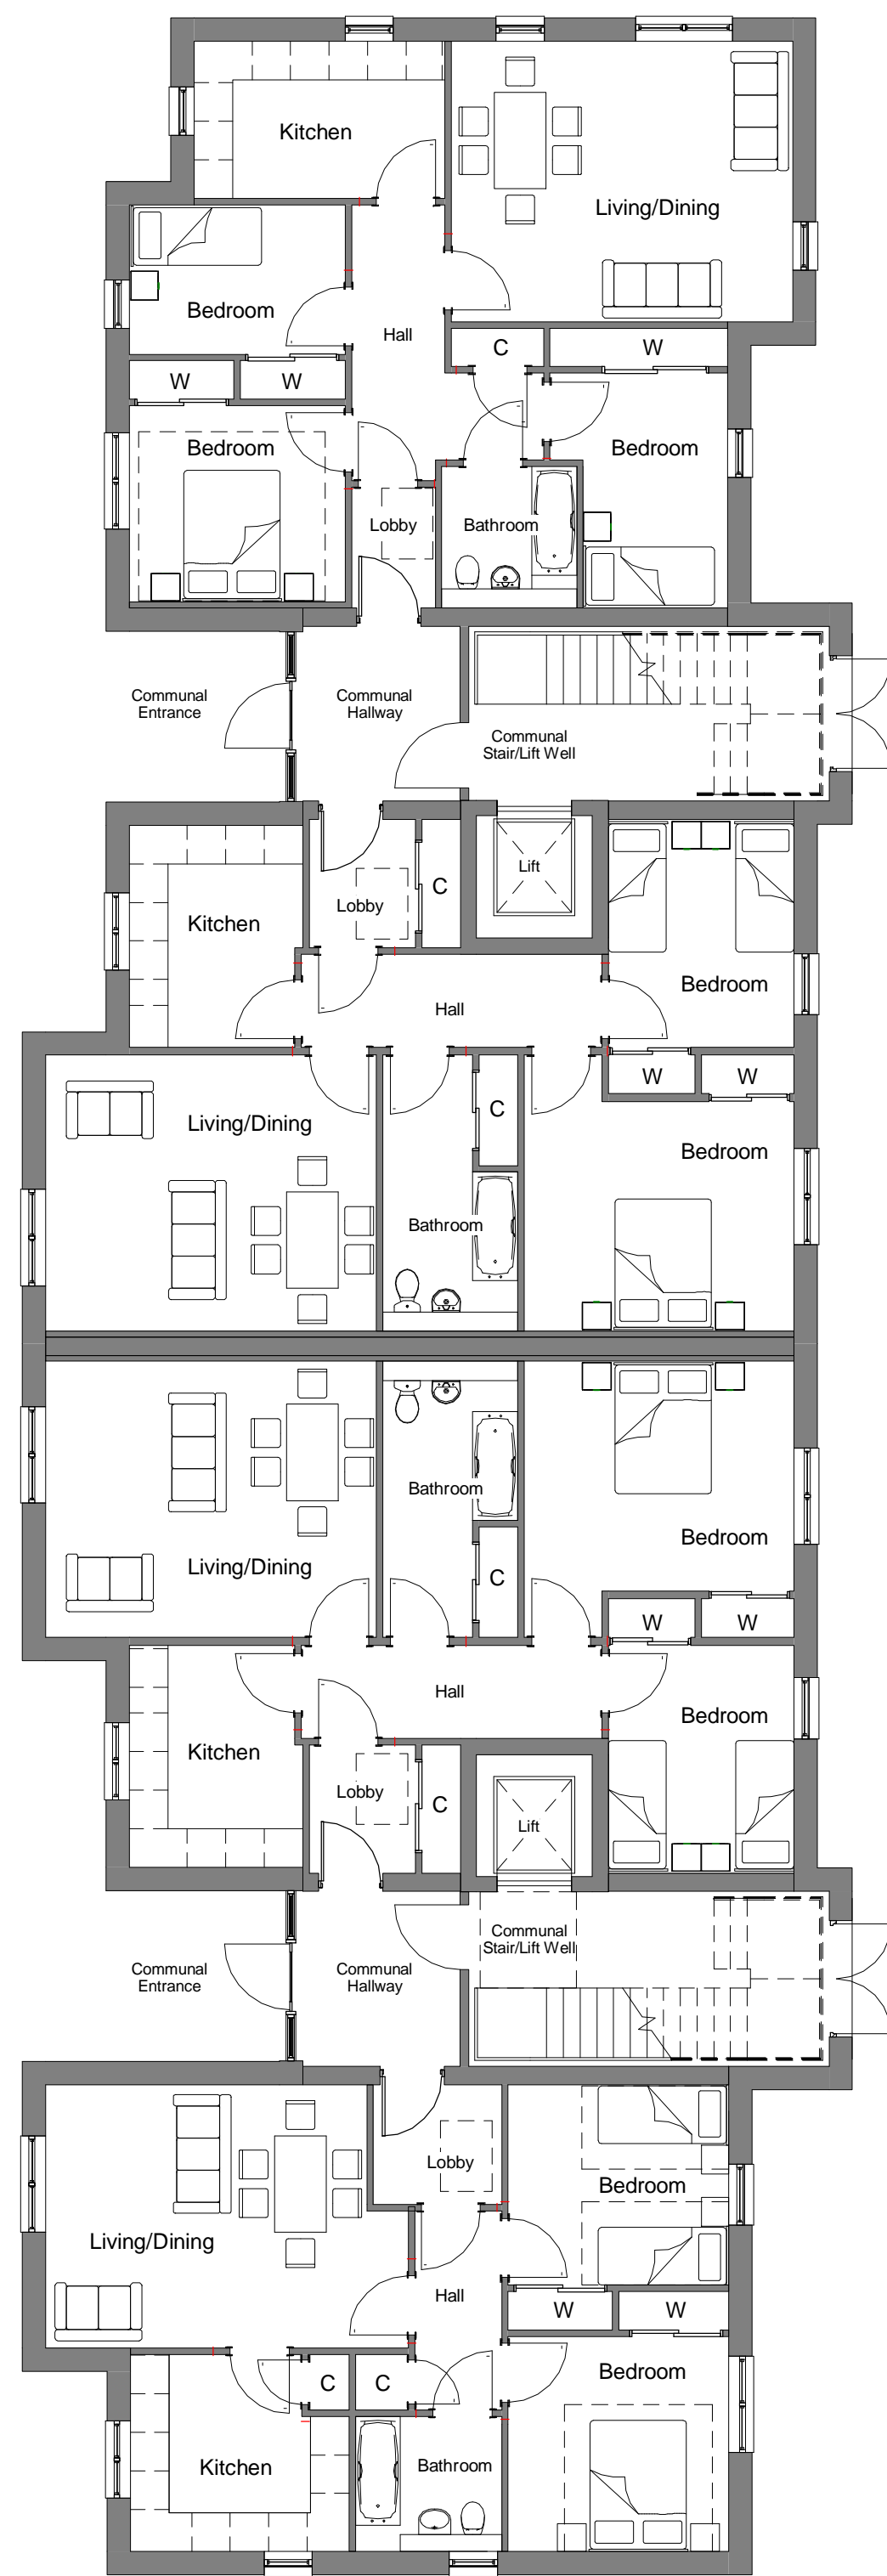 Kitchen
Living/Dining
Bedroom
Hall
C
W
W
W
Bedroom
Bedroom
Lobby
Bathroom
Communal
Entrance
Communal
Hallway
Communal
Stair/Lift Well
Lift
C
Lobby
Kitchen
Bedroom
Hall
W
W
C
Living/Dining
Bedroom
Bathroom
Bathroom
Bedroom
Living/Dining
C
W
W
Hall
Bedroom
Kitchen
Lobby
C
Lift
Communal
Entrance
Communal
Hallway
Communal
Stair/Lift Well
Lobby
Bedroom
Living/Dining
Hall
W
W
Bedroom
C
C
Kitchen
Bathroom